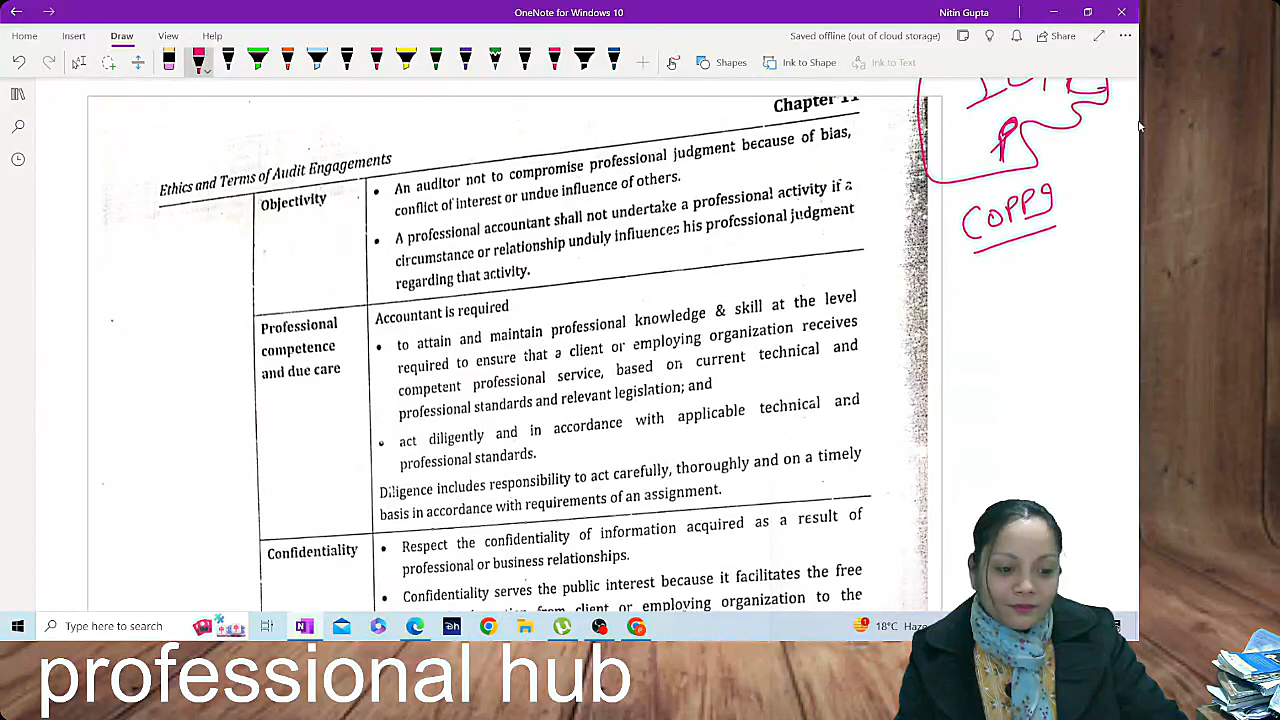 OneNote for Windows 10
Nitin Gupta
Home Insert Draw View Help
Saved offline (out of cloud storage)
Share
Shapes
Ink to Shape
Ink to Text
Chapter 11
Ethics and Terms of Audit Engagements
Objectivity
• An auditor not to compromise professional judgment because of bias,
conflict of interest or undue influence of others.
• A professional accountant shall not undertake a professional activity if a
circumstance or relationship unduly influences his professional judgment
regarding that activity.
Professional
competence
and due care
Accountant is required
• to attain and maintain professional knowledge & skill at the level
required to ensure that a client or employing organization receives
competent professional service, based on current technical and
professional standards and relevant legislation; and
• act diligently and in accordance with applicable technical and
professional standards.
Diligence includes responsibility to act carefully, thoroughly and on a timely
basis in accordance with requirements of an assignment.
Confidentiality
• Respect the confidentiality of information acquired as a result of
professional or business relationships.
• Confidentiality serves the public interest because it facilitates the free
from client or employing organization to the
P
Type here to search
18°C Haze
professional hub